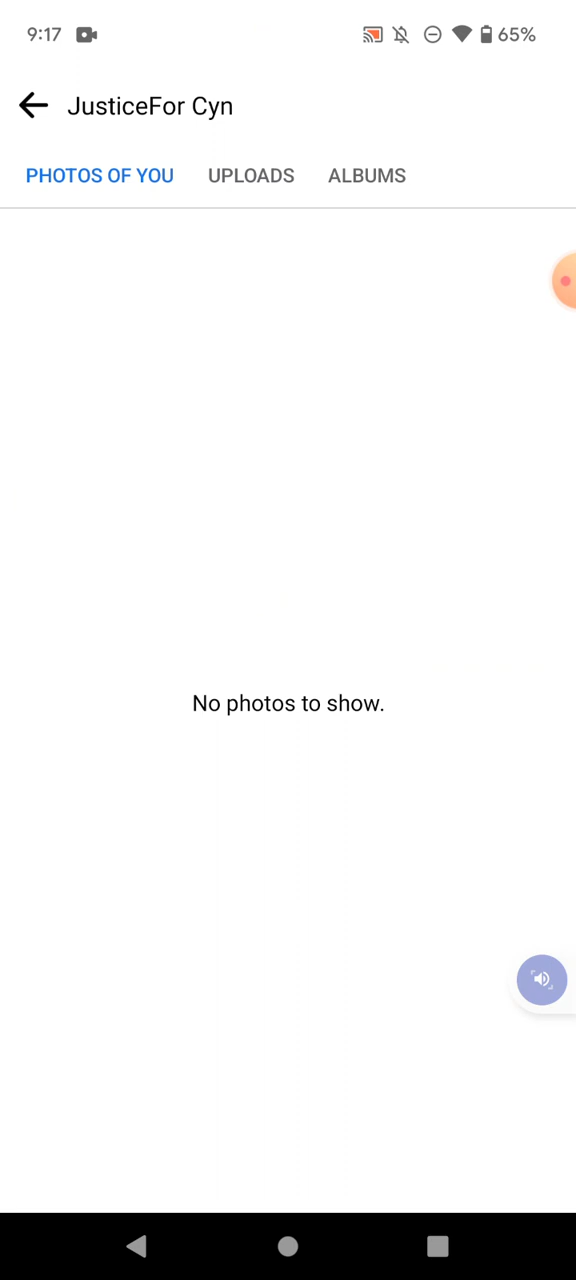 9:17
65%
JusticeFor Cyn
PHOTOS OF YOU UPLOADS ALBUMS
No photos to show.